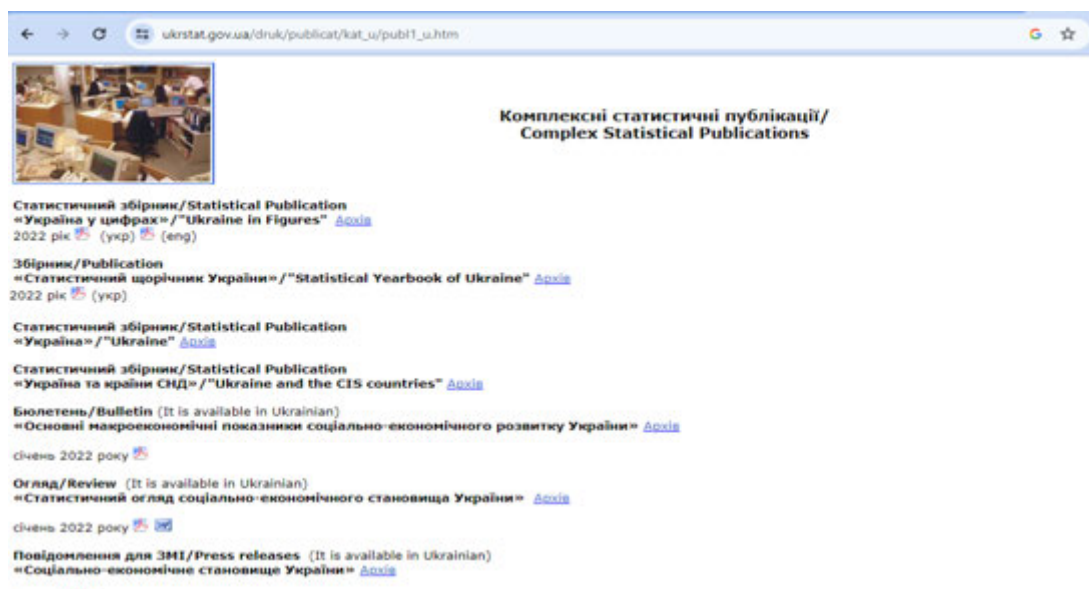 ukrstat.gov.ua/druk/publicat/kat_u/publ1_u.htm
Комплексні статистичні публікації/
Complex Statistical Publications
Статистичний збірник/Statistical Publication
«Україна у цифрах»/"Ukraine in Figures" Архів
2022 рік (укр) (eng)
Збірник/Publication
«Статистичний щорічник України»/"Statistical Yearbook of Ukraine" Архів
2022 рік (укр)
Статистичний збірник/Statistical Publication
«Україна»/"Ukraine" Архів
Статистичний збірник/Statistical Publication
«Україна та країни СНД»/"Ukraine and the CIS countries" Архів
Бюлетень/Bulletin (It is available in Ukrainian)
«Основні макроекономічні показники соціально-економічного розвитку України» Архів
січень 2022 року
Огляд/Review (It is available in Ukrainian)
«Статистичний огляд соціально-економічного становища України» Архів
січень 2022 року
Повідомлення для ЗМІ/Press releases (It is available in Ukrainian)
«Соціально-економічне становище України» Архів